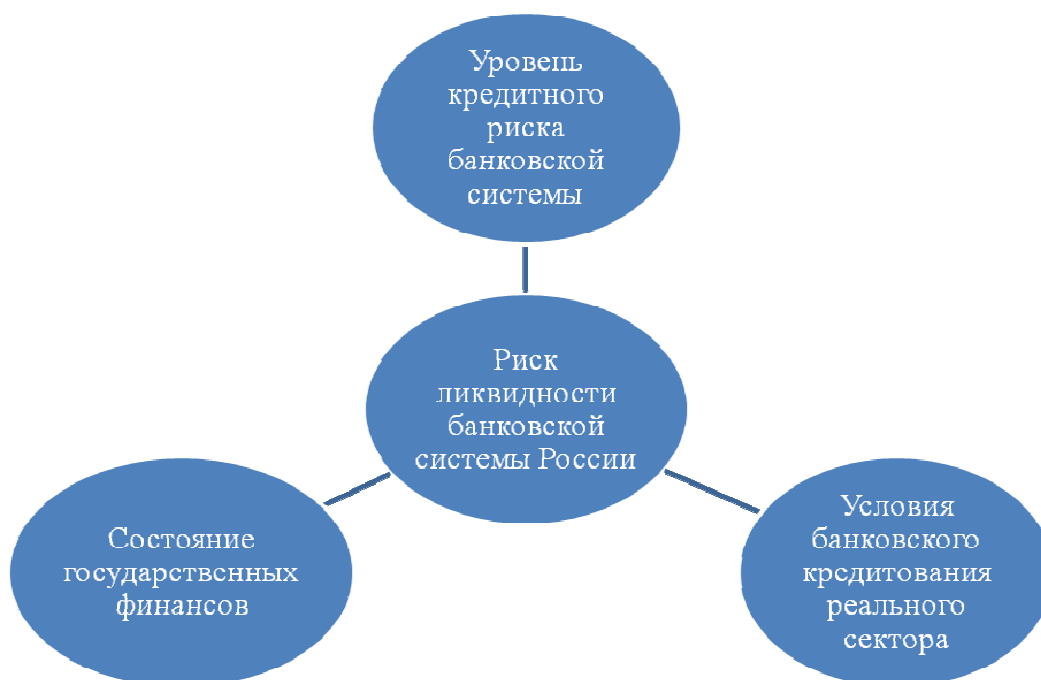 Уровень
кредитного
риска
банковской
системы
Риск
ликвидности
банковской
системы России
Состояние
государственных
финансов
Условия
банковского
кредитования
реального
сектора